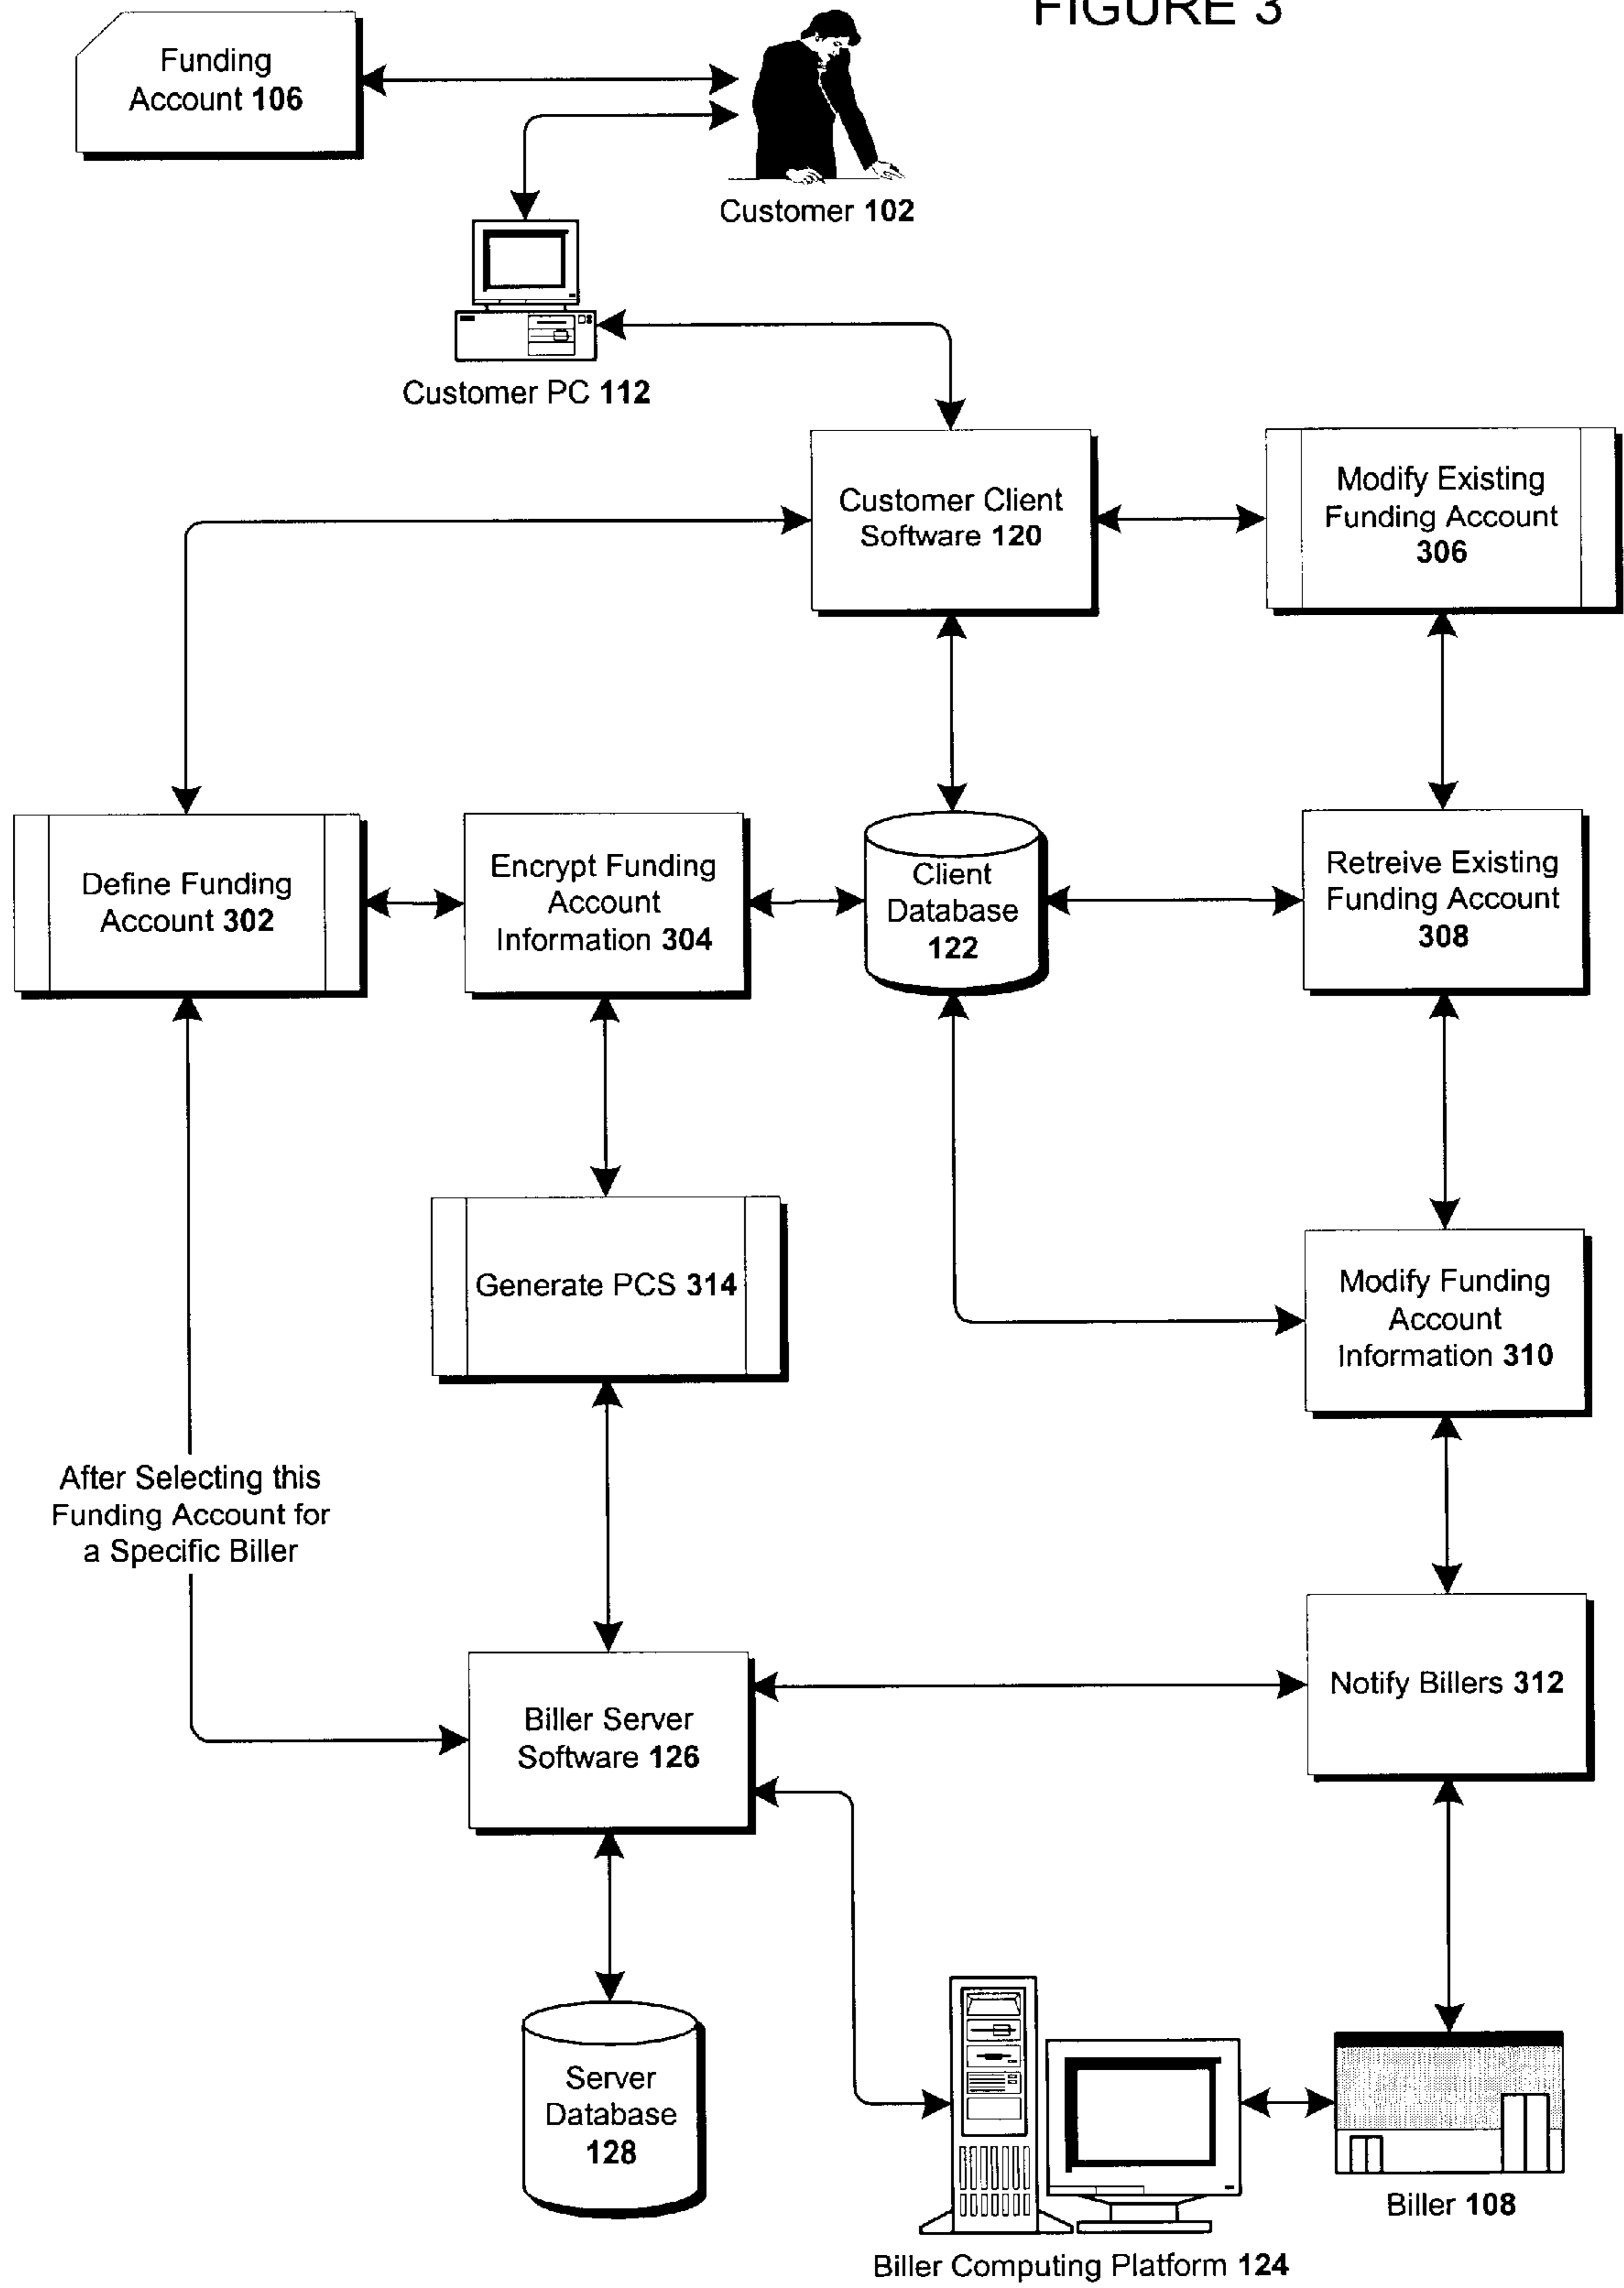 FIGURE 3
Funding
Account 106
Customer 102
Customer PC 112
Customer Client
Software 120
Modify Existing
Funding Account
306
Define Funding
Account 302
Encrypt Funding
Account
Information 304
Client
Database
122
Retreive Existing
Funding Account
308
Generate PCS 314
Modify Funding
Account
Information 310
After Selecting this
Funding Account for
a Specific Biller
Biller Server
Software 126
Notify Billers 312
Server
Database
128
Biller 108
Biller Computing Platform 124